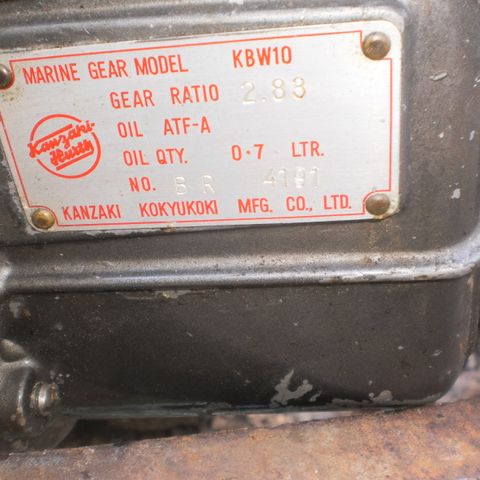 MARINE GEAR MODEL KBW10
GEAR RATIO 2.83
OIL ATF-A
OIL QTY. 0.7 LTR.
NO. 4191
KANZAKI KOKYUKOKI MFG. CO., LTD.
Kanzaki-
Hurth